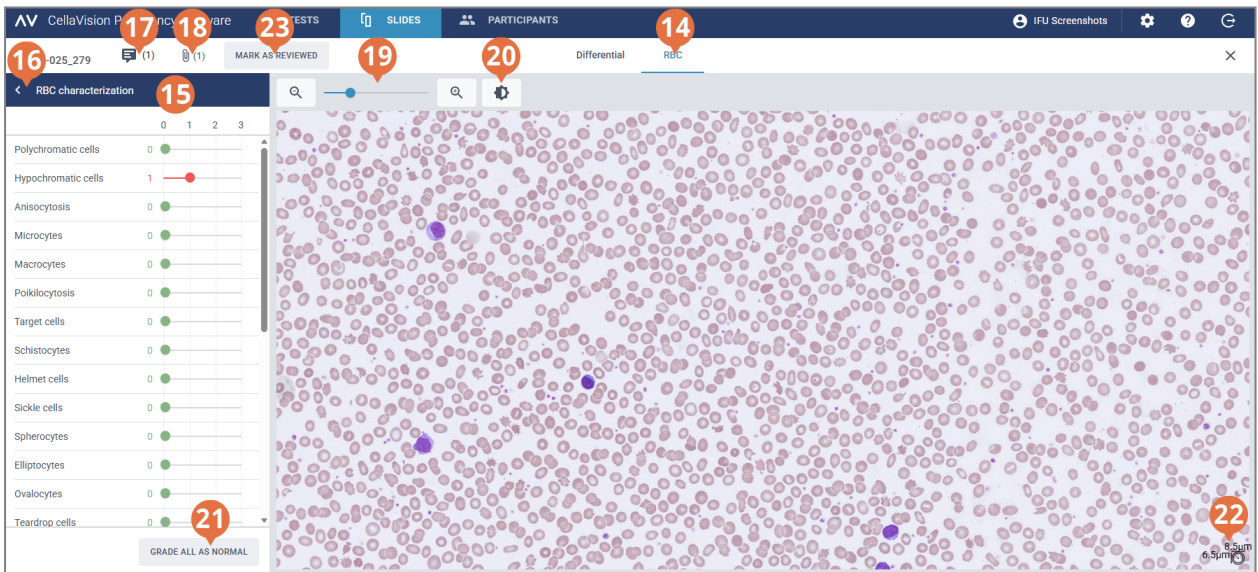 CellaVision P ncy ware
TESTS
SLIDES
PARTICIPANTS
IFU Screenshots
17
18
23
14
16
-025_279
(1)
(1)
MARK AS REVIEWED
19
20
Differential
RBC
RBC characterization
15
0 1 2 3
Polychromatic cells 0
Hypochromatic cells 1
Anisocytosis 0
Microcytes 0
Macrocytes 0
Poikilocytosis 0
Target cells 0
Schistocytes 0
Helmet cells 0
Sickle cells 0
Spherocytes 0
Elliptocytes 0
Ovalocytes 0
Teardrop cells 0
21
GRADE ALL AS NORMAL
22
8.5μm
6.5μm